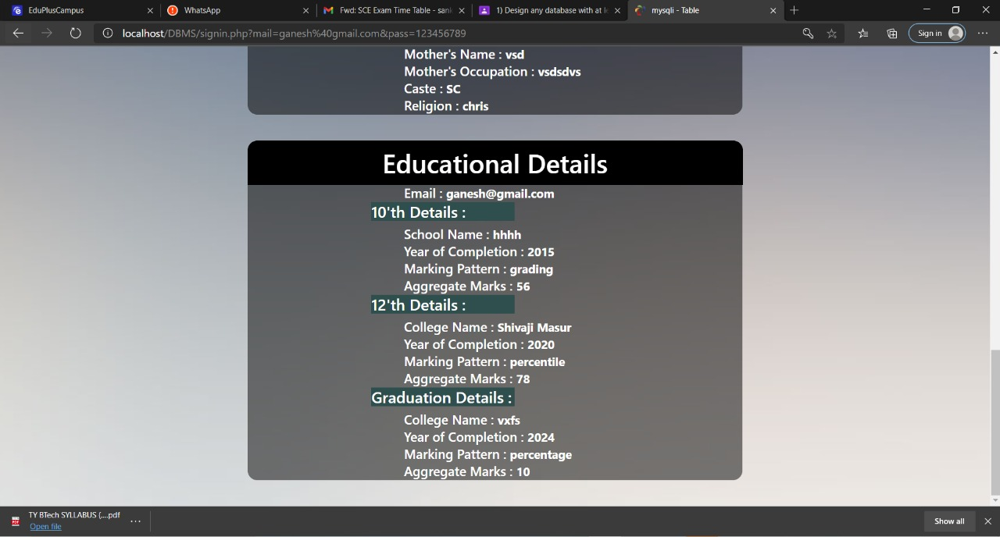 EduPlusCampus
WhatsApp
Fwd: SCE Exam Time Table - sank
1) Design any database with at le
mysqli - Table
localhost/DBMS/signin.php?mail=ganesh%40gmail.com&pass=123456789
Sign in
Mother's Name : vsd
Mother's Occupation : vsdsdvs
Caste : SC
Religion : chris
Educational Details
Email : ganesh@gmail.com
10'th Details :
School Name : hhhh
Year of Completion : 2015
Marking Pattern : grading
Aggregate Marks : 56
12'th Details :
College Name : Shivaji Masur
Year of Completion : 2020
Marking Pattern : percentile
Aggregate Marks : 78
Graduation Details :
College Name : vxfs
Year of Completion : 2024
Marking Pattern : percentage
Aggregate Marks : 10
TY BTech SYLLABUS (....pdf
Open file
Show all